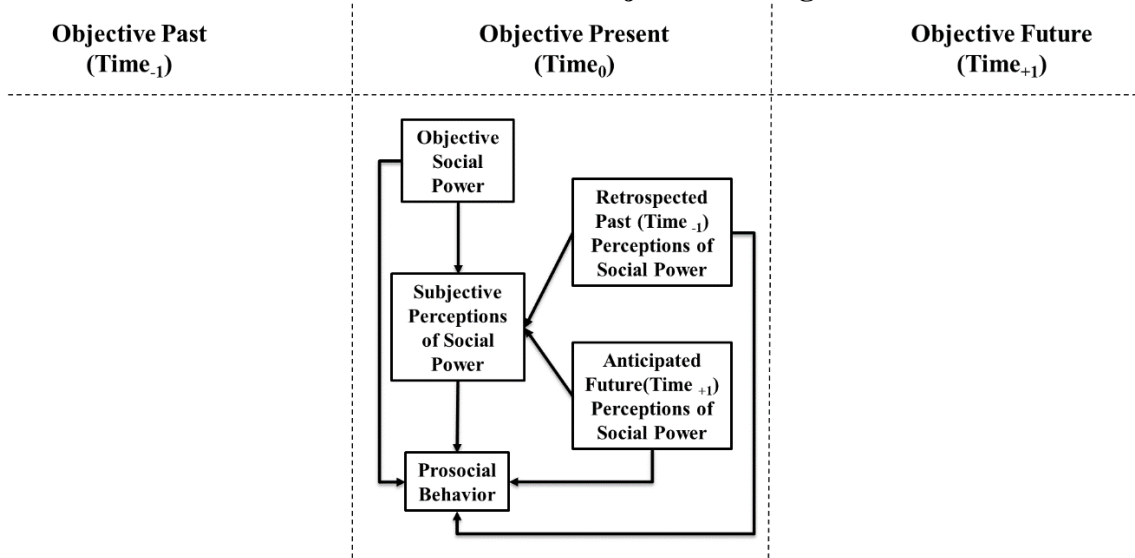 Objective Past
(Time-1)
Objective Present
(Time0)
Objective Future
(Time+1)
Objective
Social
Power
Retrospected
Past (Time -1)
Perceptions of
Social Power
Subjective
Perceptions
of Social
Power
Anticipated
Future(Time +1)
Perceptions of
Social Power
Prosocial
Behavior